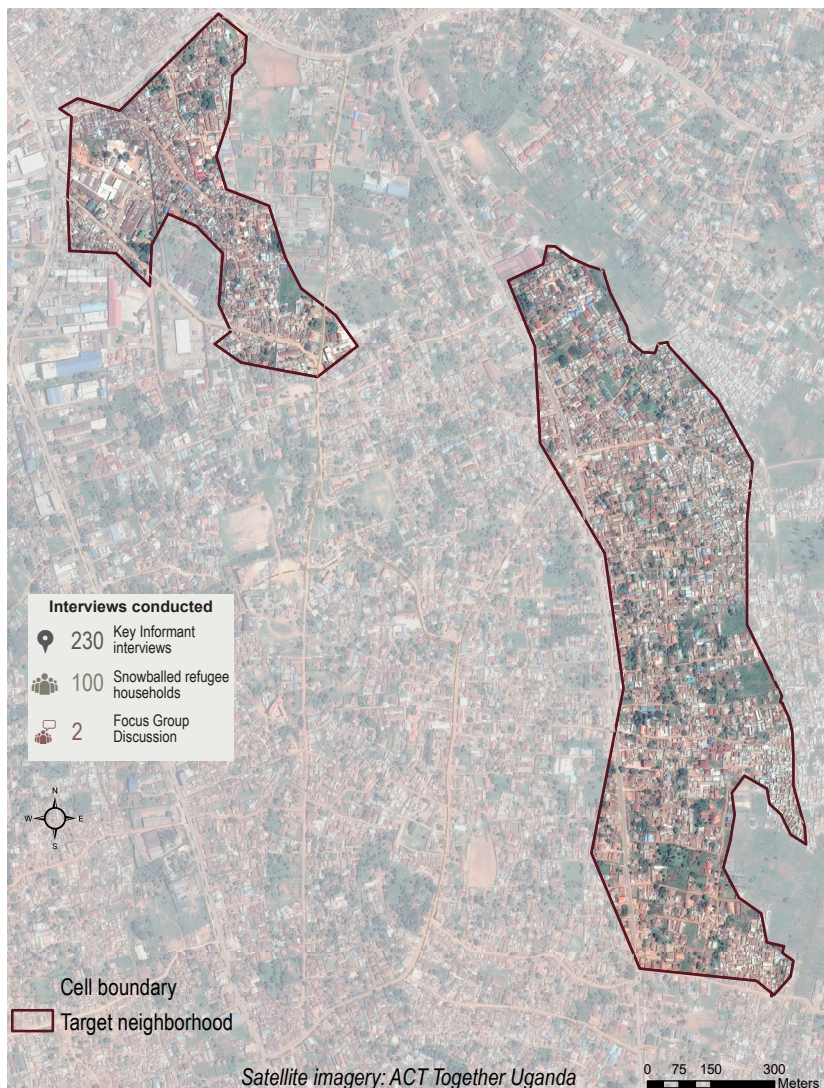 Interviews conducted
230 Key Informant
interviews
100 Snowballed refugee
households
2 Focus Group
Discussion
N
W E
S
Cell boundary
Target neighborhood
Satellite imagery: ACT Together Uganda
0 75 150 300
Meters